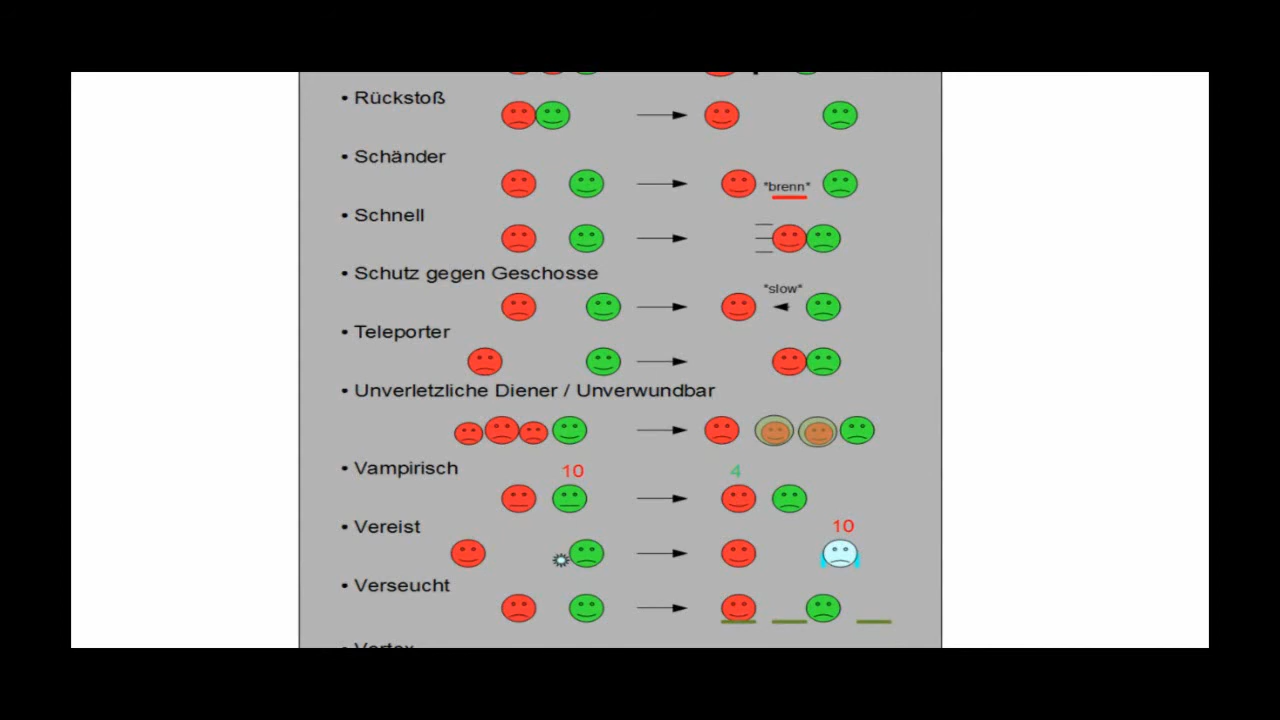 • Rückstoß
• Schänder
"brenn"
• Schnell
• Schutz gegen Geschosse
"slow"
• Teleporter
• Unverletzliche Diener / Unverwundbar
• Vampirisch
10 4
• Vereist
10
• Verseucht